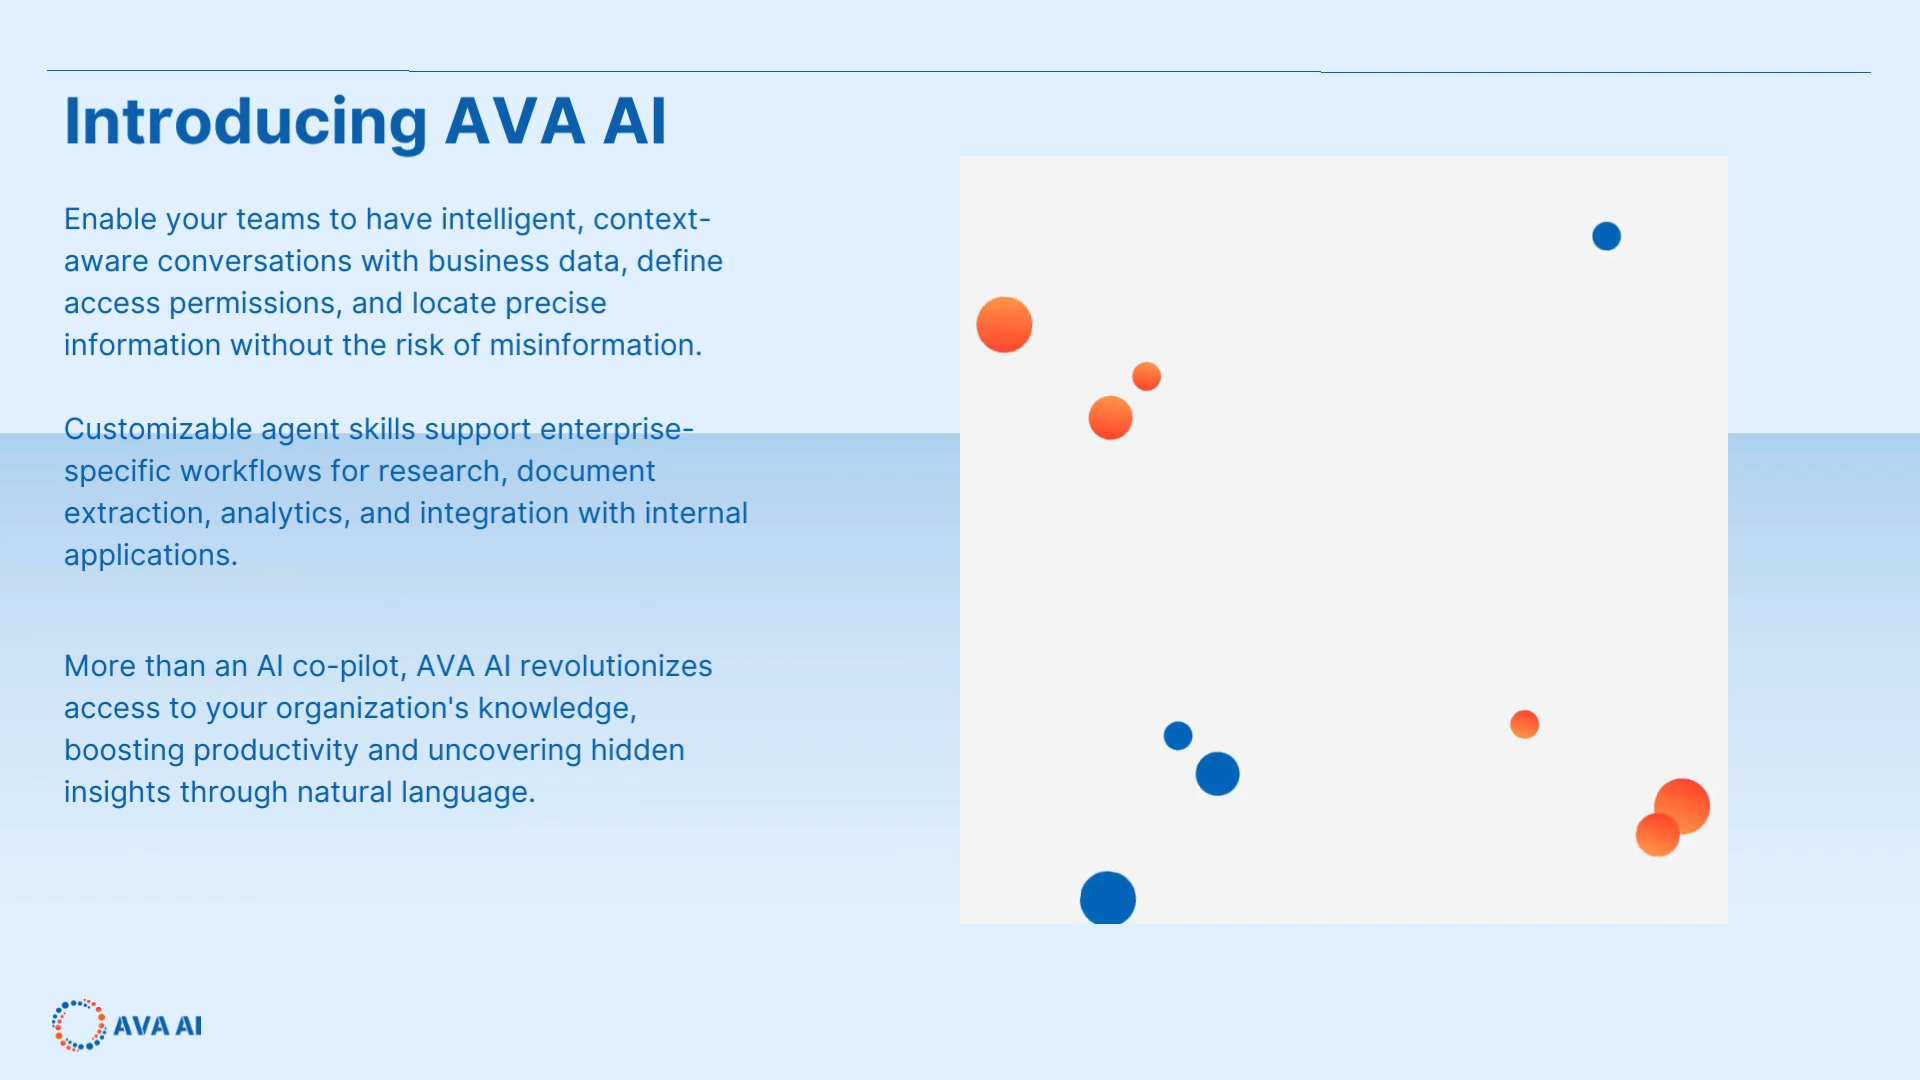 Introducing AVA AI
Enable your teams to have intelligent, context-
aware conversations with business data, define
access permissions, and locate precise
information without the risk of misinformation.
Customizable agent skills support enterprise-
specific workflows for research, document
extraction, analytics, and integration with internal
applications.
More than an AI co-pilot, AVA AI revolutionizes
access to your organization's knowledge,
boosting productivity and uncovering hidden
insights through natural language.
AVA AI